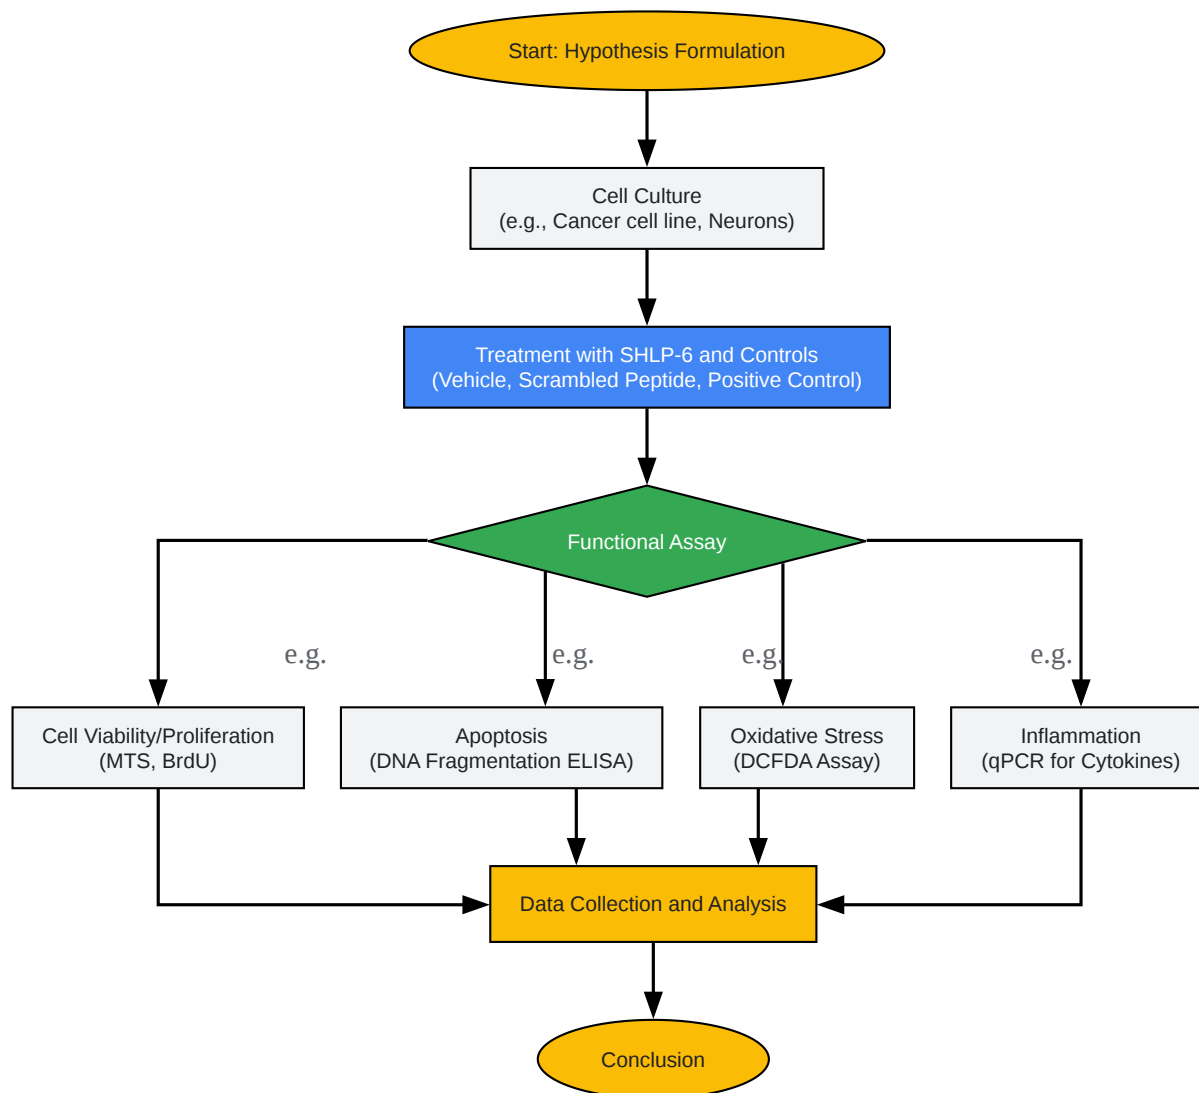 Start: Hypothesis Formulation
Cell Culture
(e.g., Cancer cell line, Neurons)
Treatment with SHLP-6 and Controls
(Vehicle, Scrambled Peptide, Positive Control)
Functional Assay
e.g.
e.g.
e.g.
e.g.
Cell Viability/Proliferation
(MTS, BrdU)
Apoptosis
(DNA Fragmentation ELISA)
Oxidative Stress
(DCFDA Assay)
Inflammation
(qPCR for Cytokines)
Data Collection and Analysis
Conclusion